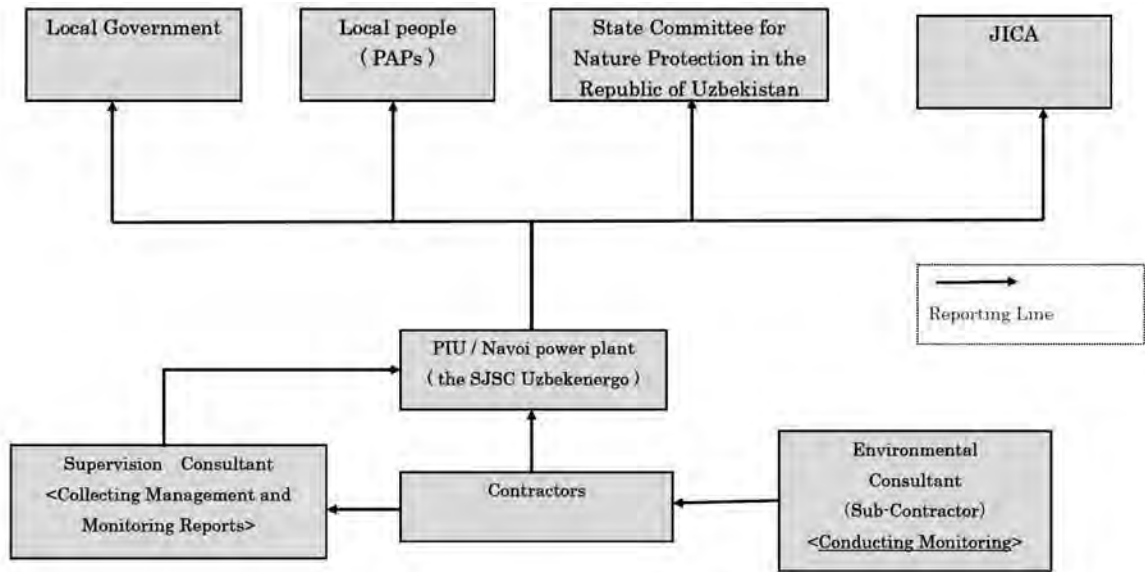 Local Government
Local people
( PAPs )
State Committee for
Nature Protection in the
Republic of Uzbekistan
JICA
Reporting Line
PIU / Navoi power plant
( the SJSC Uzbekenergo )
Supervision Consultant
<Collecting Management and
Monitoring Reports>
Contractors
Environmental
Consultant
(Sub-Contractor)
<Conducting Monitoring>